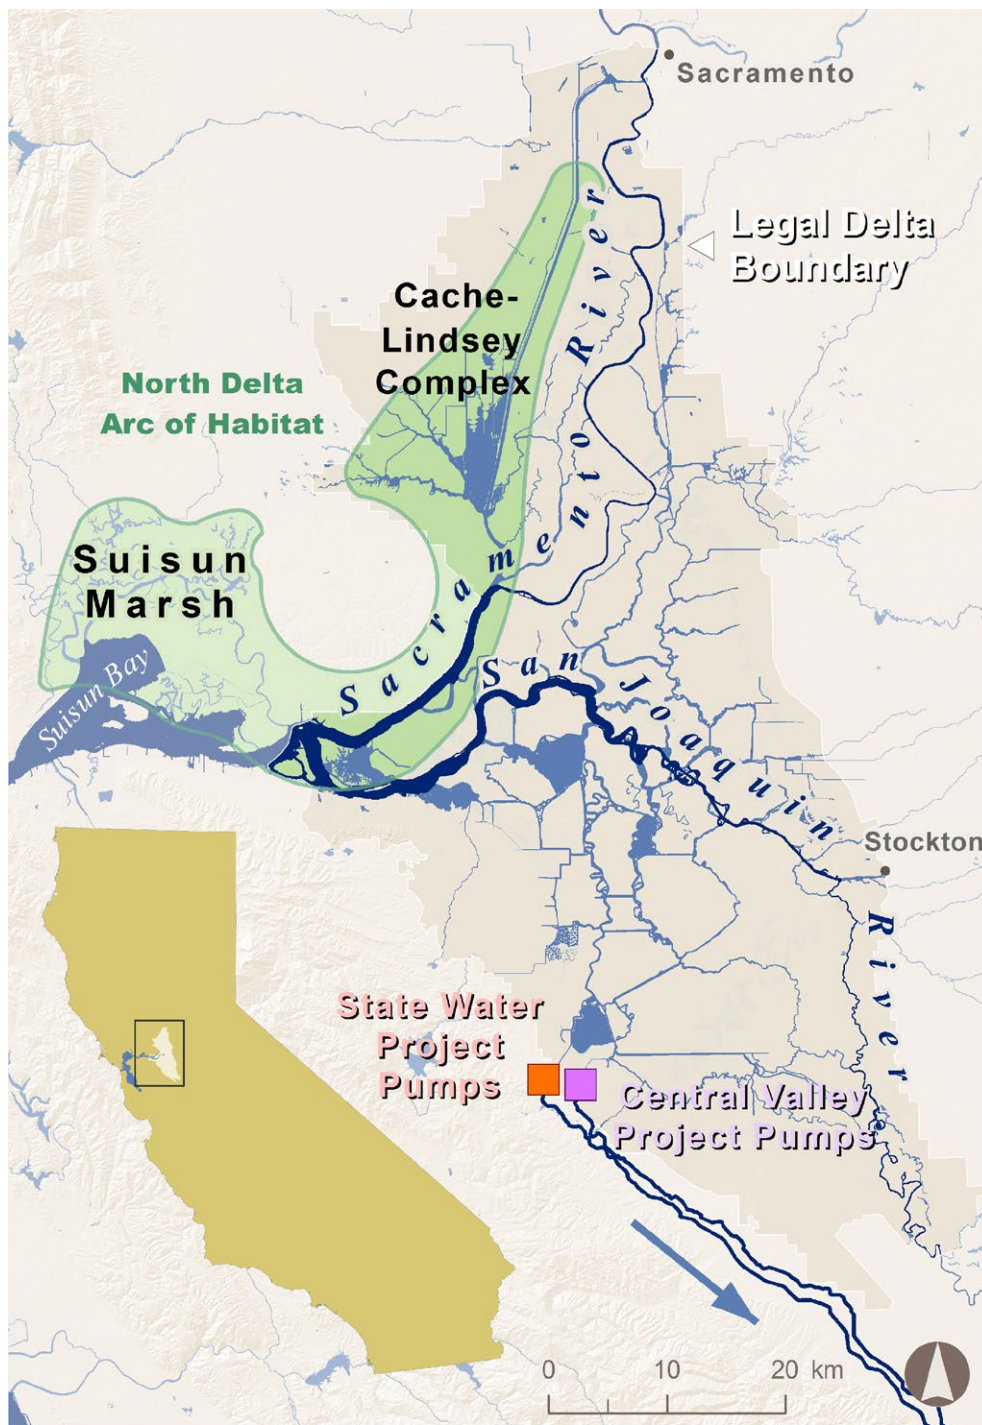 Sacramento
Legal Delta
Boundary
Cache-
Lindsey
Complex
North Delta
Arc of Habitat
Sacramento River
Suisun
Marsh
Suisun Bay
San Joaquin River
Stockton
State Water
Project
Pumps
Central Valley
Project Pumps
0 10 20 km